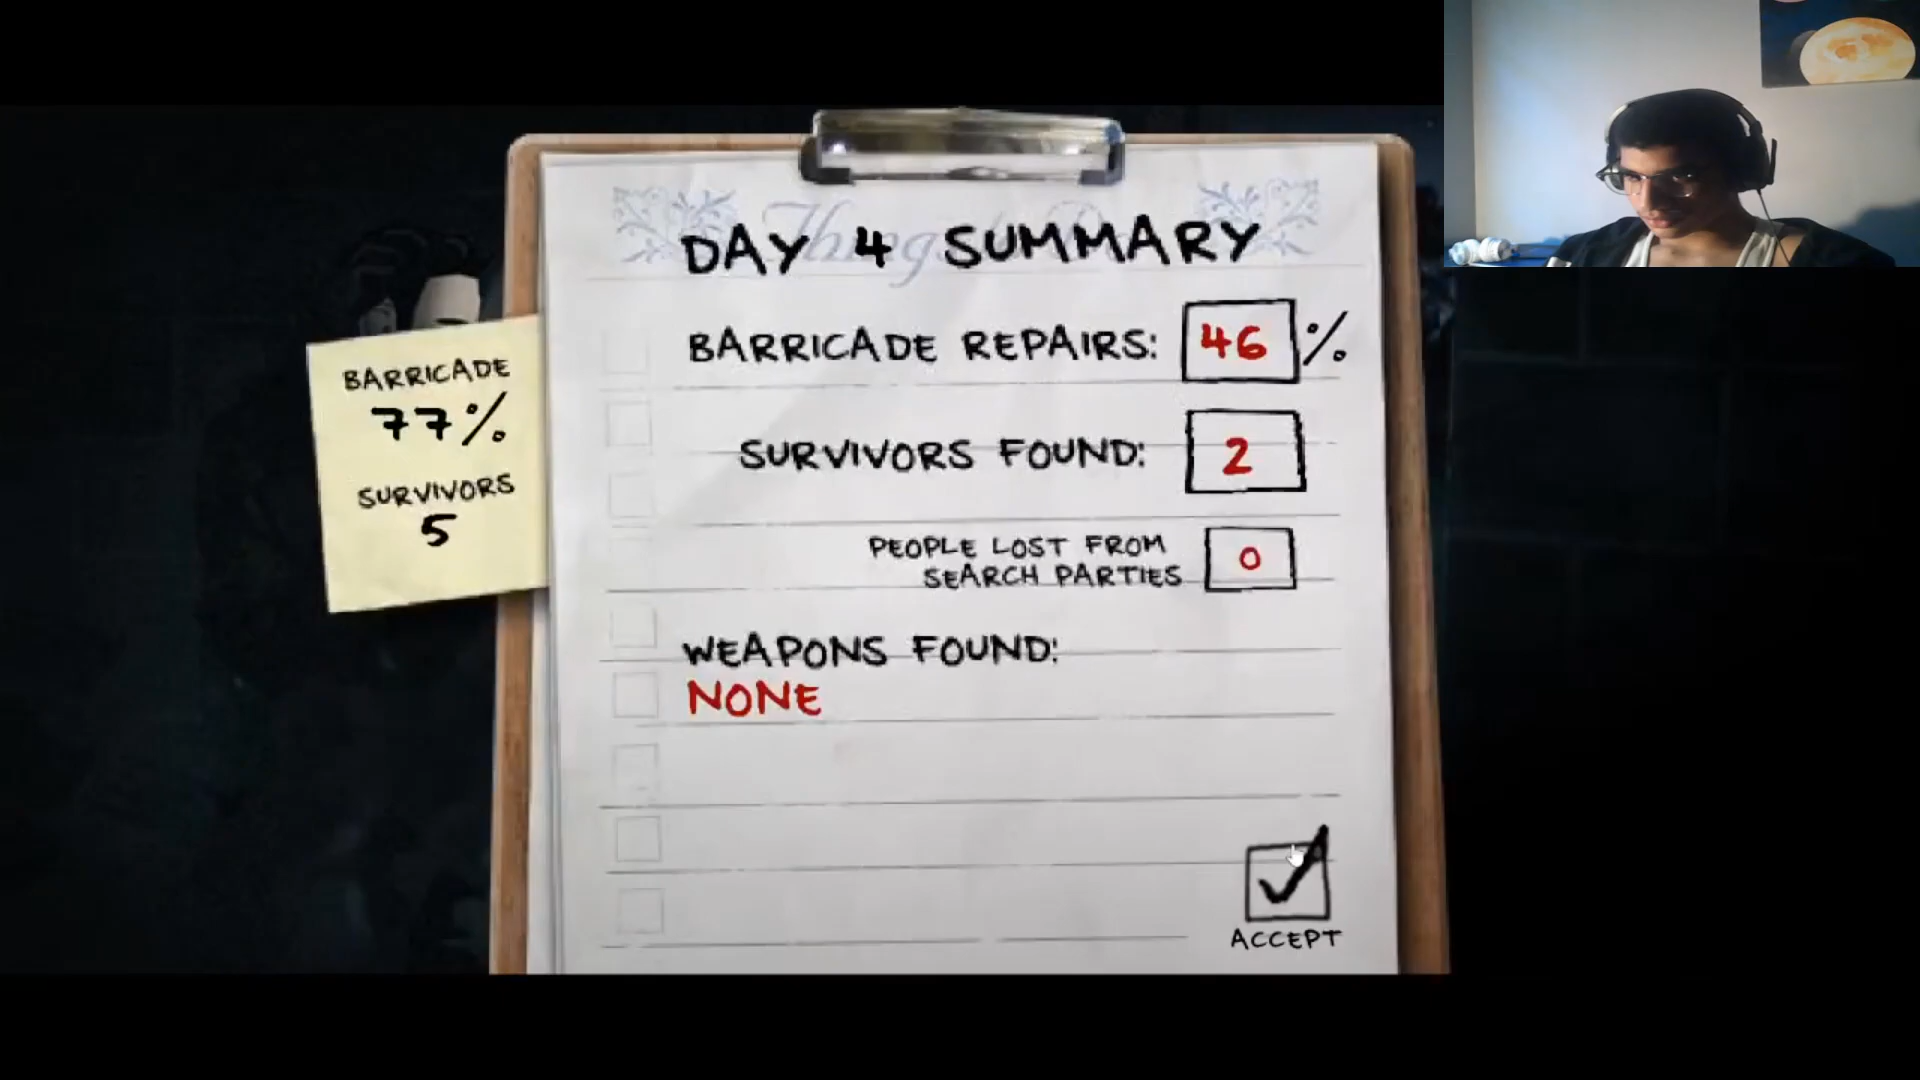 DAY 4 SUMMARY
BARRICADE REPAIRS: 46 %
SURVIVORS FOUND: 2
PEOPLE LOST FROM
SEARCH PARTIES 0
WEAPONS FOUND:
NONE
ACCEPT
BARRICADE
77%
SURVIVORS
5